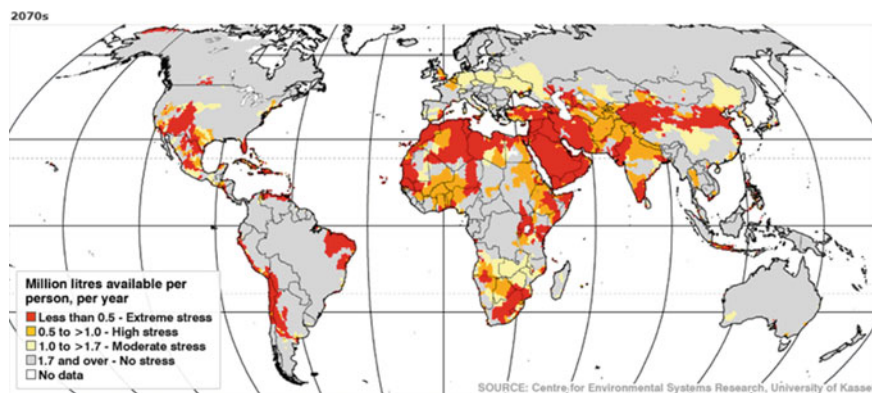 2070s
Million litres available per
person, per year
Less than 0.5 - Extreme stress
0.5 to >1.0 - High stress
1.0 to >1.7 - Moderate stress
1.7 and over - No stress
No data
SOURCE: Centre for Environmental Systems Research, University of Kasse